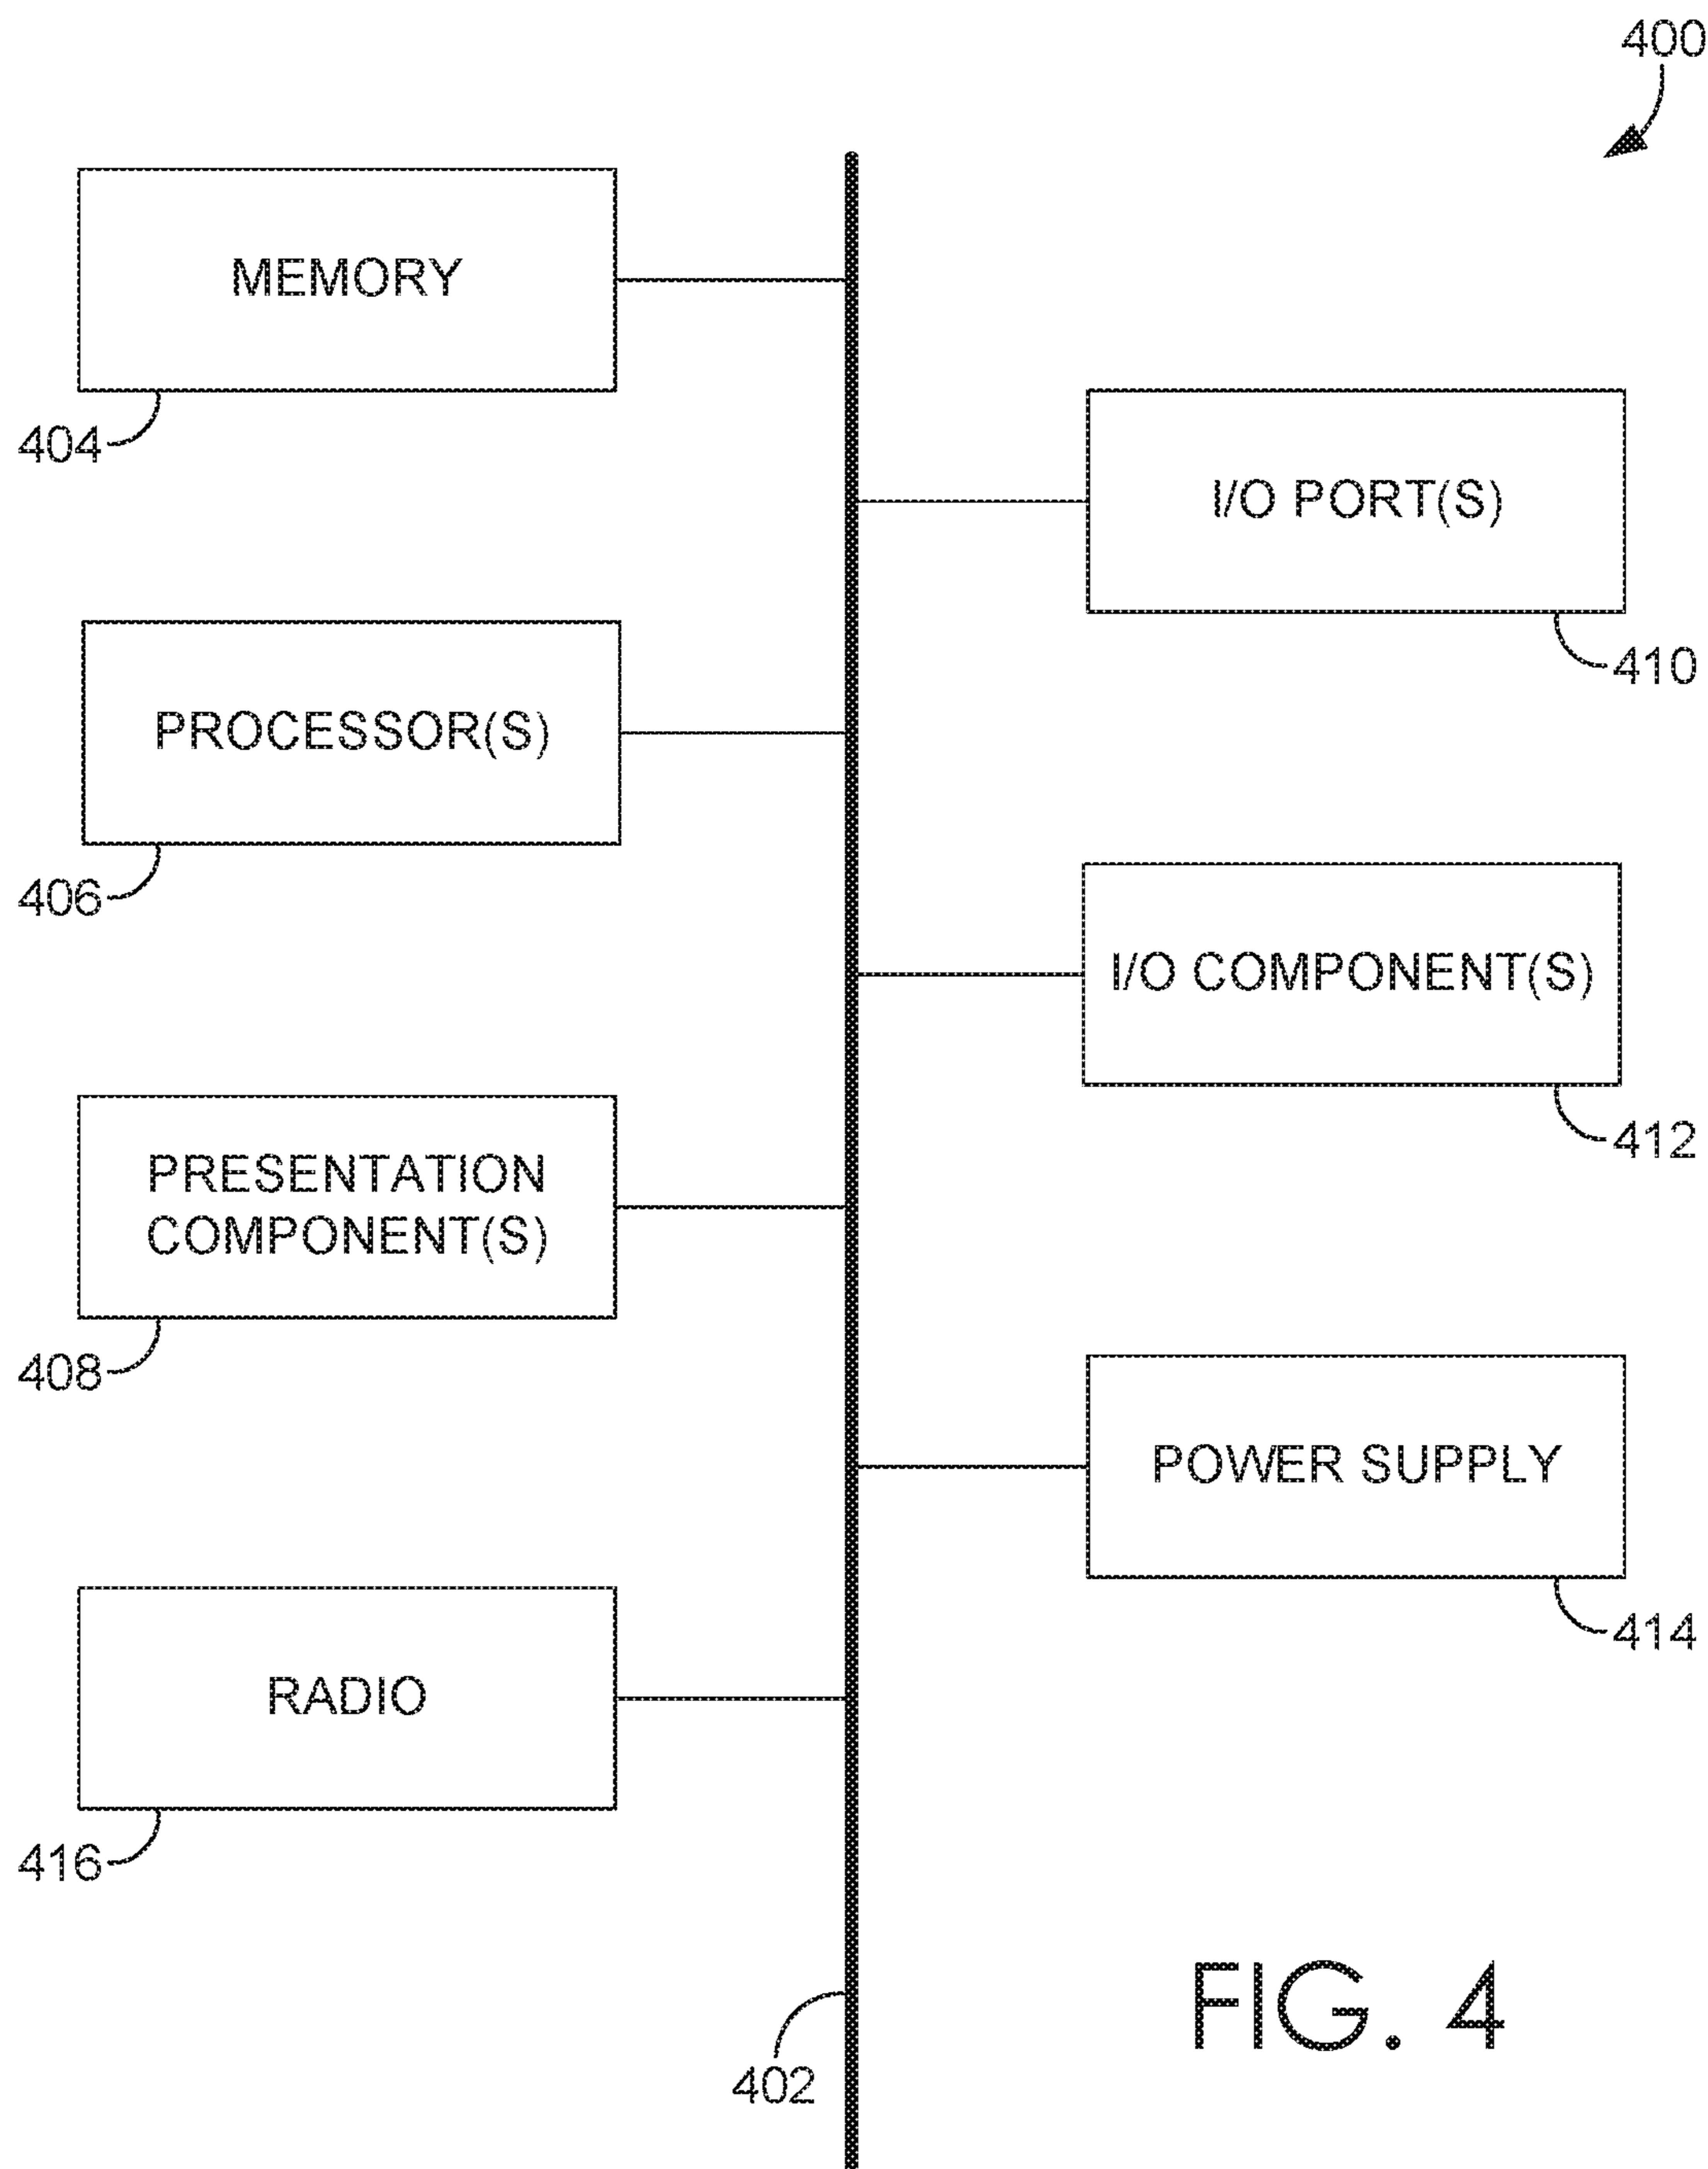 400
MEMORY
404
I/O PORT(S)
410
PROCESSOR(S)
406
I/O COMPONENT(S)
412
PRESENTATION
COMPONENT(S)
408
POWER SUPPLY
414
RADIO
416
402
FIG. 4